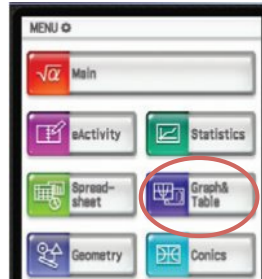 MENU
√α Main
eActivity
Statistics
Spread-
sheet
Graph&
Table
Geometry
Conics